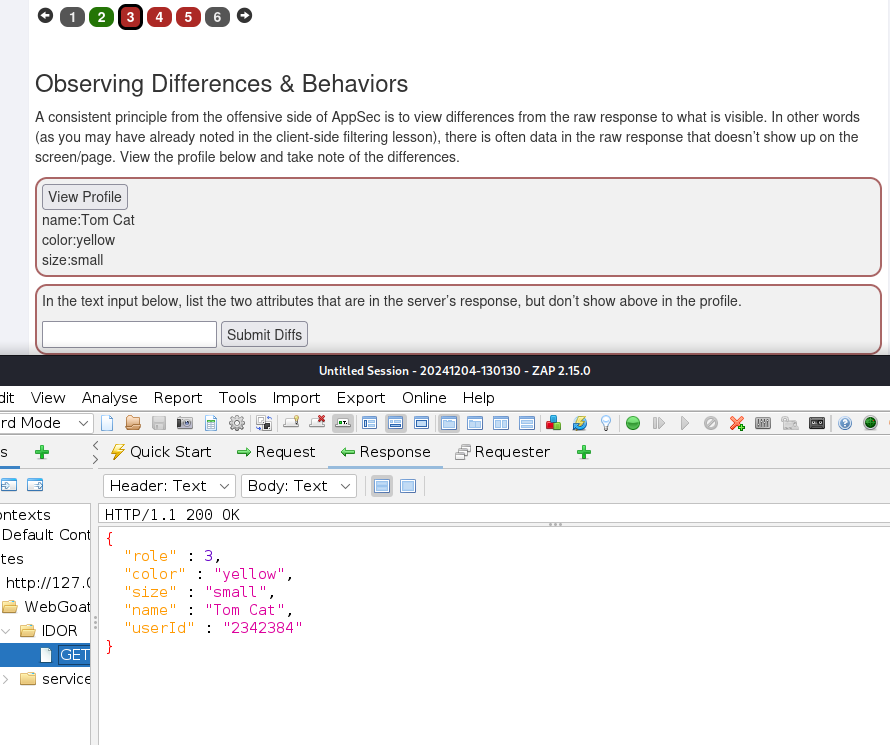 1 2 3 4 5 6
Observing Differences & Behaviors
A consistent principle from the offensive side of AppSec is to view differences from the raw response to what is visible. In other words
(as you may have already noted in the client-side filtering lesson), there is often data in the raw response that doesn't show up on the
screen/page. View the profile below and take note of the differences.
View Profile
name:Tom Cat
color:yellow
size:small
In the text input below, list the two attributes that are in the server's response, but don't show above in the profile.
Submit Diffs
Untitled Session - 20241204-130130 - ZAP 2.15.0
dit View Analyse Report Tools Import Export Online Help
rd Mode
s Quick Start Request Response Requester
Header: Text Body: Text
ontexts
Default Cont
tes
http://127.0
WebGoat
IDOR
GET
service
HTTP/1.1 200 OK
{
"role" : 3,
"color" : "yellow",
"size" : "small",
"name" : "Tom Cat",
"userId" : "2342384"
}